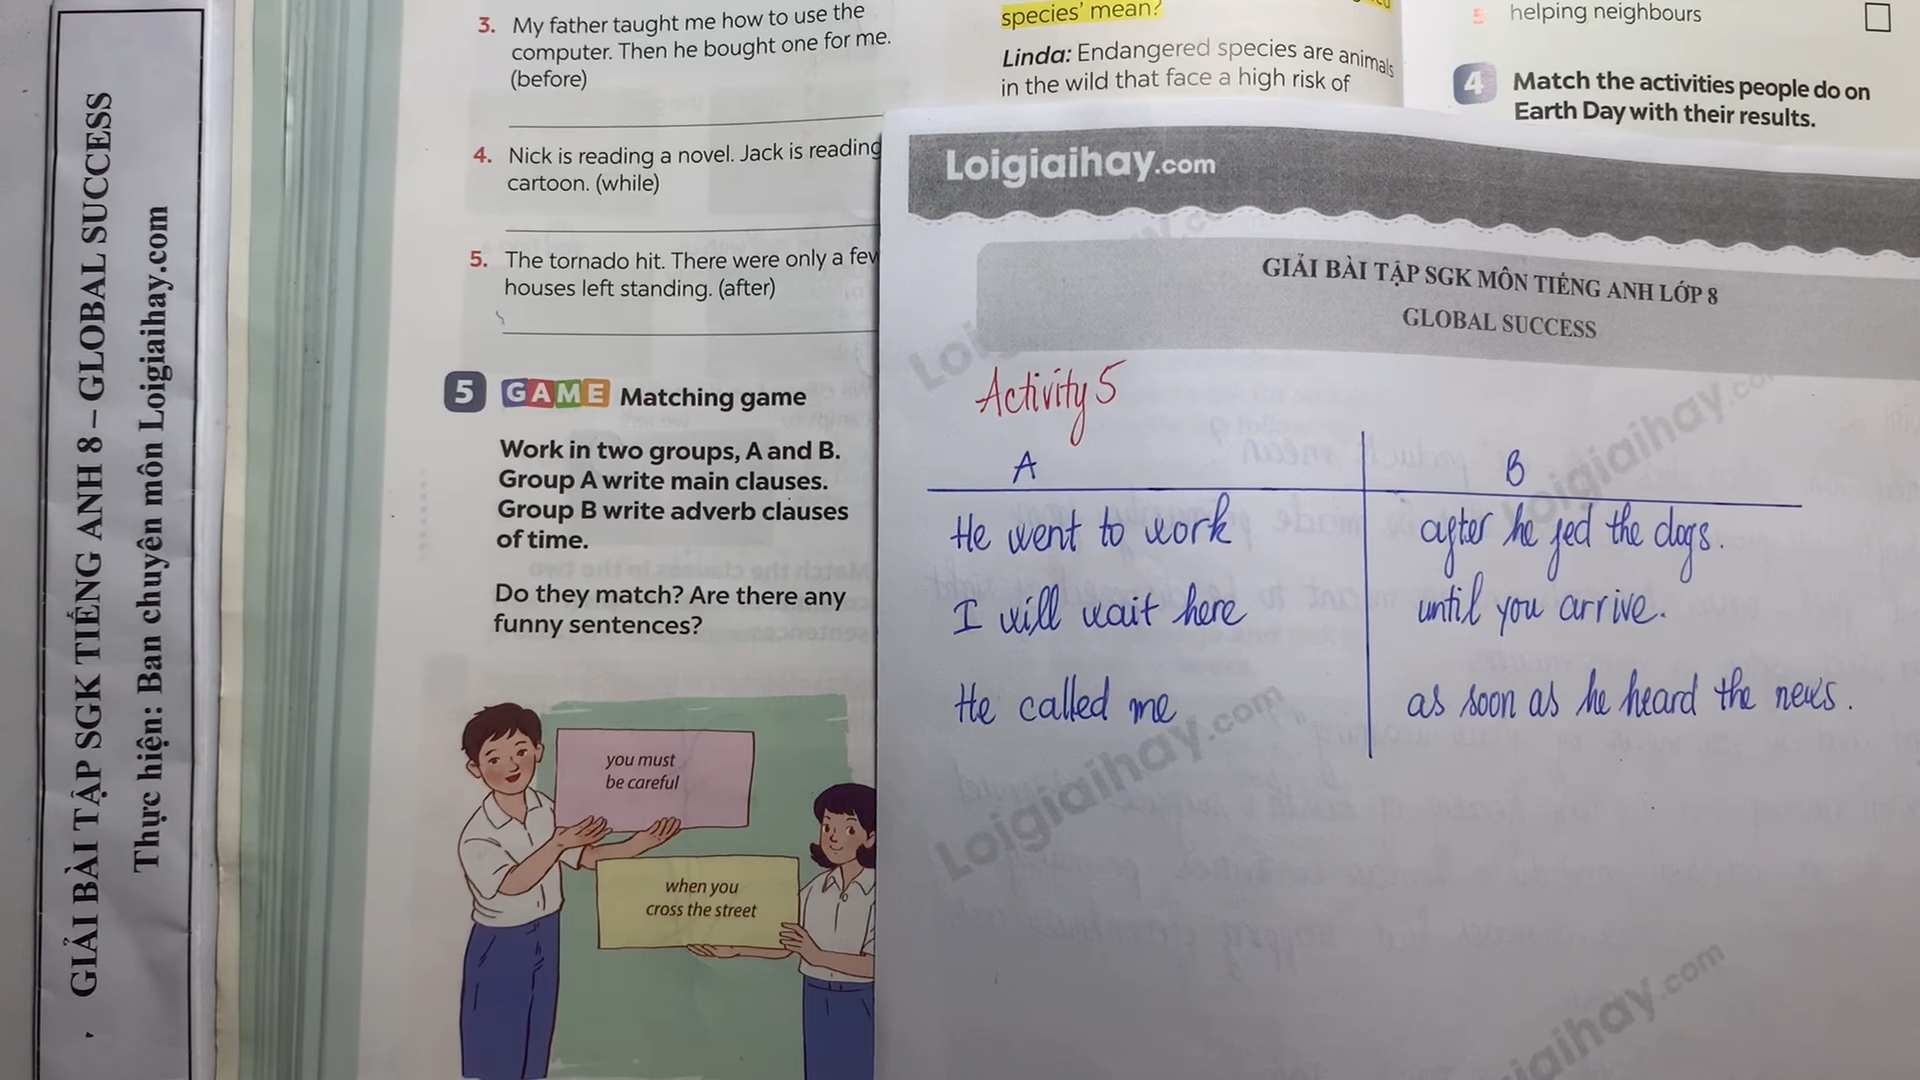 GIẢI BÀI TẬP SGK TIẾNG ANH 8 – GLOBAL SUCCESS
Thực hiện: Ban chuyên môn Loigiaihay.com
3. My father taught me how to use the
computer. Then he bought one for me.
(before)
4. Nick is reading a novel. Jack is reading
cartoon. (while)
5. The tornado hit. There were only a few
houses left standing. (after)
5 GAME Matching game
Work in two groups, A and B.
Group A write main clauses.
Group B write adverb clauses
of time.
Do they match? Are there any
funny sentences?
you must
be careful
when you
cross the street
species' mean?
Linda: Endangered species are animals
in the wild that face a high risk of
5 helping neighbours
4 Match the activities people do on
Earth Day with their results.
Loigiaihay.com
GIẢI BÀI TẬP SGK MÔN TIẾNG ANH LỚP 8
GLOBAL SUCCESS
Activity 5
A B
He went to work after he fed the dogs.
I will wait here until you arrive.
He called me as soon as he heard the news.
Loigiaihay.com
Loigiaihay.com